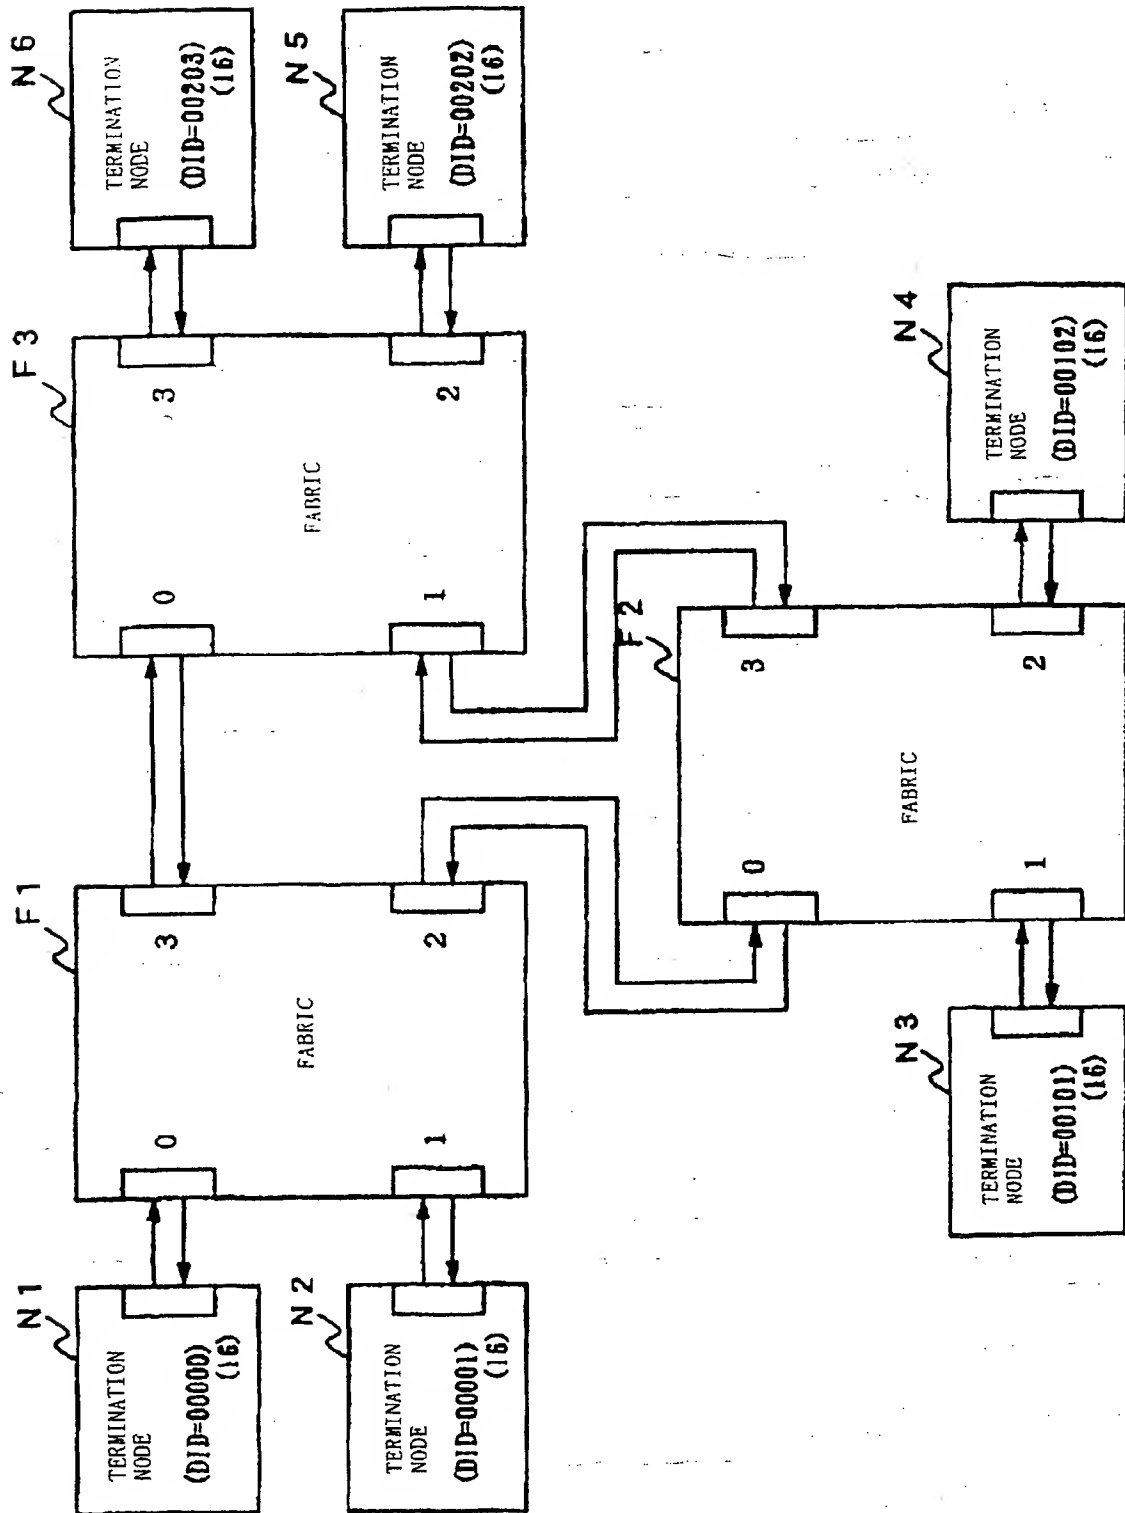 N1
TERMINATION
NODE
(DID=00000)
(16)
N2
TERMINATION
NODE
(DID=00001)
(16)
F1
0
1
2
3
FABRIC
F3
0
1
2
3
FABRIC
N6
TERMINATION
NODE
(DID=00203)
(16)
N5
TERMINATION
NODE
(DID=00202)
(16)
N3
TERMINATION
NODE
(DID=00101)
(16)
F2
0
1
2
3
FABRIC
N4
TERMINATION
NODE
(DID=00102)
(16)